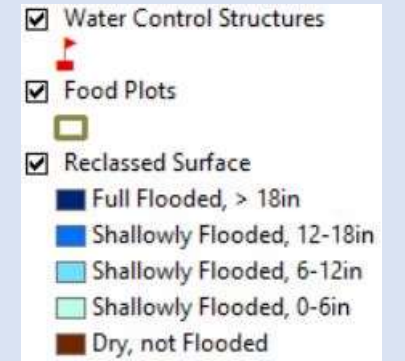 Water Control Structures
Food Plots
Reclassed Surface
Full Flooded, > 18in
Shallowly Flooded, 12-18in
Shallowly Flooded, 6-12in
Shallowly Flooded, 0-6in
Dry, not Flooded